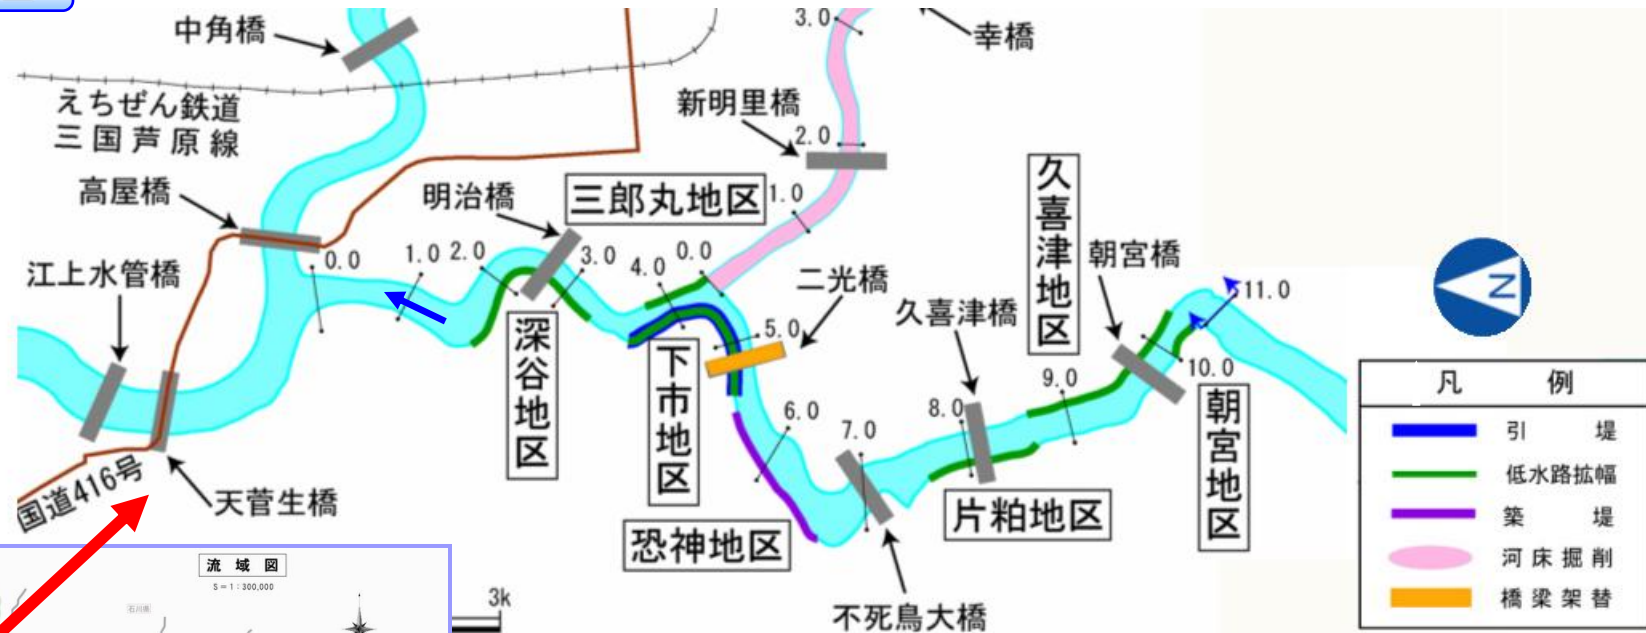 中角橋
3.0
幸橋
えちぜん鉄道
三国芦原線
新明里橋
2.0
高屋橋
明治橋
三郎丸地区
1.0
久喜津地区
朝宮橋
江上水管橋
0.0
1.0
2.0
3.0
4.0
0.0
二光橋
5.0
久喜津橋
11.0
N
深谷地区
下市地区
6.0
7.0
8.0
9.0
10.0
朝宮地区
国道416号
天菅生橋
恐神地区
片粕地区
不死鳥大橋
凡 例
引 堤
低水路拡幅
築 堤
河床掘削
橋梁架替
流域図
S=1:300,000
石川県
3k